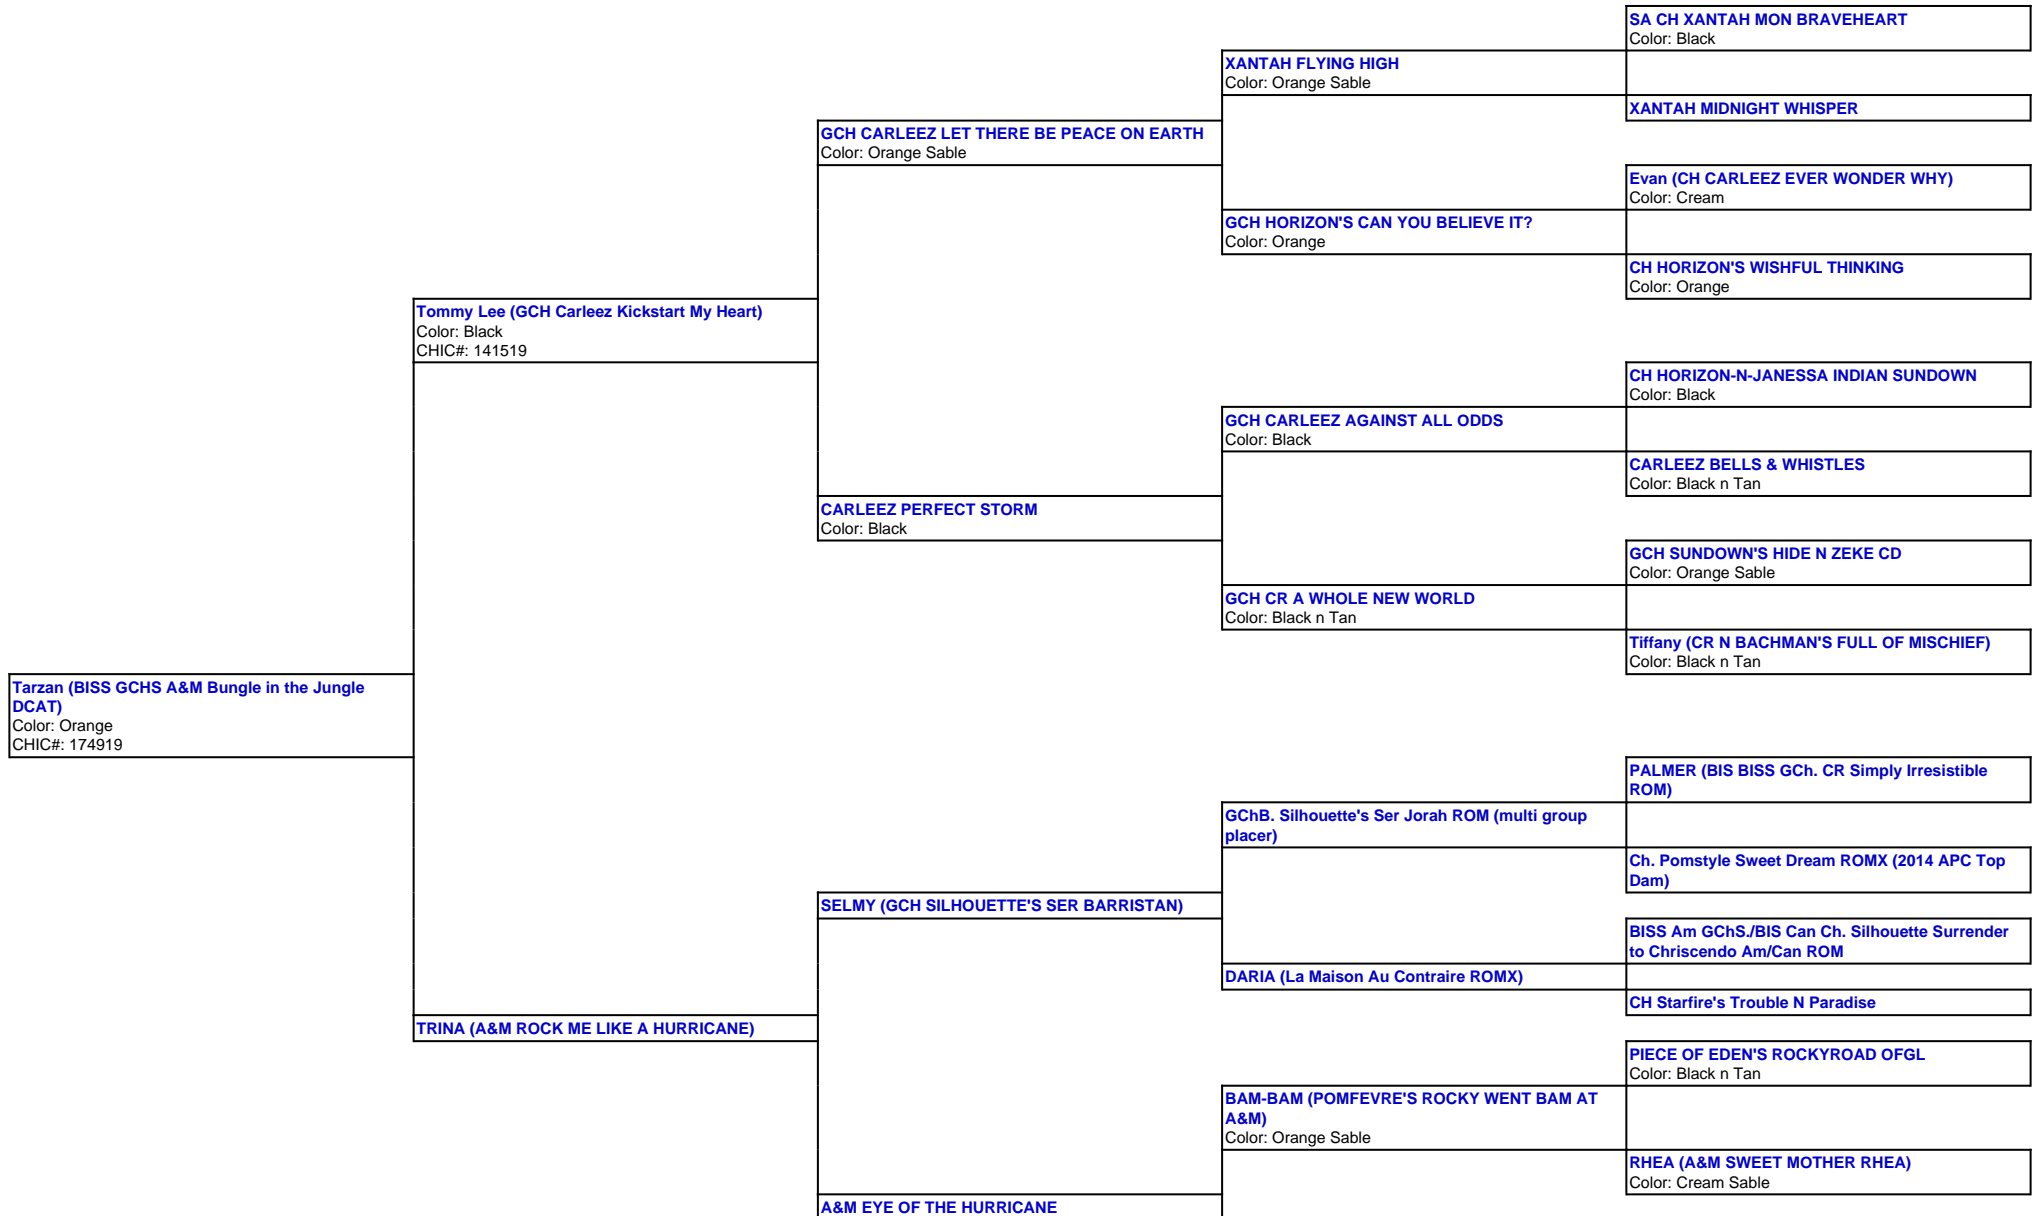 SA CH XANTAH MON BRAVEHEART
Color: Black
XANTAH FLYING HIGH
Color: Orange Sable
XANTAH MIDNIGHT WHISPER
GCH CARLEEZ LET THERE BE PEACE ON EARTH
Color: Orange Sable
Evan (CH CARLEEZ EVER WONDER WHY)
Color: Cream
GCH HORIZON'S CAN YOU BELIEVE IT?
Color: Orange
CH HORIZON'S WISHFUL THINKING
Color: Orange
Tommy Lee (GCH Carleez Kickstart My Heart)
Color: Black
CHIC#: 141519
CH HORIZON-N-JANESSA INDIAN SUNDOWN
Color: Black
GCH CARLEEZ AGAINST ALL ODDS
Color: Black
CARLEEZ BELLS & WHISTLES
Color: Black n Tan
CARLEEZ PERFECT STORM
Color: Black
GCH SUNDOWN'S HIDE N ZEKE CD
Color: Orange Sable
GCH CR A WHOLE NEW WORLD
Color: Black n Tan
Tiffany (CR N BACHMAN'S FULL OF MISCHIEF)
Color: Black n Tan
Tarzan (BISS GCHS A&M Bungle in the Jungle
DCAT)
Color: Orange
CHIC#: 174919
PALMER (BIS BISS GCh. CR Simply Irresistible
ROM)
GChB. Silhouette's Ser Jorah ROM (multi group
placer)
Ch. Pomstyle Sweet Dream ROMX (2014 APC Top
Dam)
SELMY (GCH SILHOUETTE'S SER BARRISTAN)
BISS Am GChS./BIS Can Ch. Silhouette Surrender
to Chriscendo Am/Can ROM
DARIA (La Maison Au Contraire ROMX)
CH Starfire's Trouble N Paradise
TRINA (A&M ROCK ME LIKE A HURRICANE)
PIECE OF EDEN'S ROCKYROAD OFGL
Color: Black n Tan
BAM-BAM (POMFEVRE'S ROCKY WENT BAM AT
A&M)
Color: Orange Sable
RHEA (A&M SWEET MOTHER RHEA)
Color: Cream Sable
A&M EYE OF THE HURRICANE